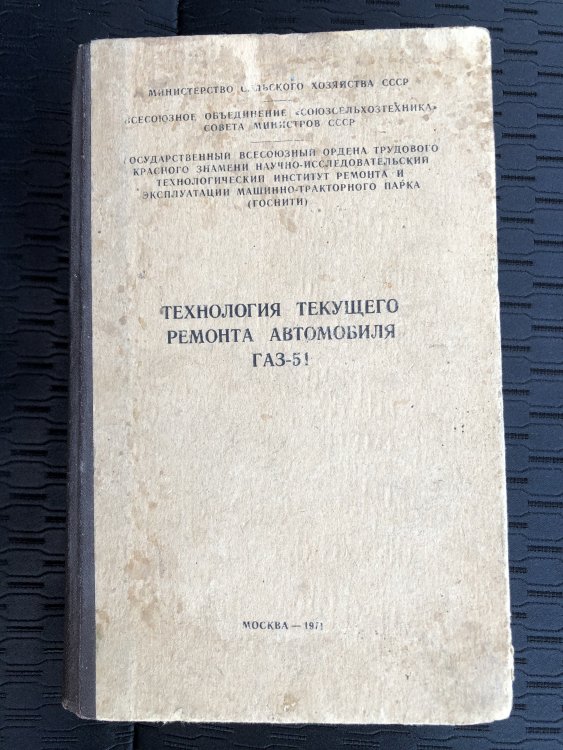 МИНИСТЕРСТВО СЕЛЬСКОГО ХОЗЯЙСТВА СССР
ВСЕСОЮЗНОЕ ОБЪЕДИНЕНИЕ «СОЮЗСЕЛЬХОЗТЕХНИКА»
СОВЕТА МИНИСТРОВ СССР
ГОСУДАРСТВЕННЫЙ ВСЕСОЮЗНЫЙ ОРДЕНА ТРУДОВОГО
КРАСНОГО ЗНАМЕНИ НАУЧНО-ИССЛЕДОВАТЕЛЬСКИЙ
ТЕХНОЛОГИЧЕСКИЙ ИНСТИТУТ РЕМОНТА И
ЭКСПЛУАТАЦИИ МАШИННО-ТРАКТОРНОГО ПАРКА
(ГОСНИТИ)
ТЕХНОЛОГИЯ ТЕКУЩЕГО
РЕМОНТА АВТОМОБИЛЯ
ГАЗ-51
МОСКВА — 1971